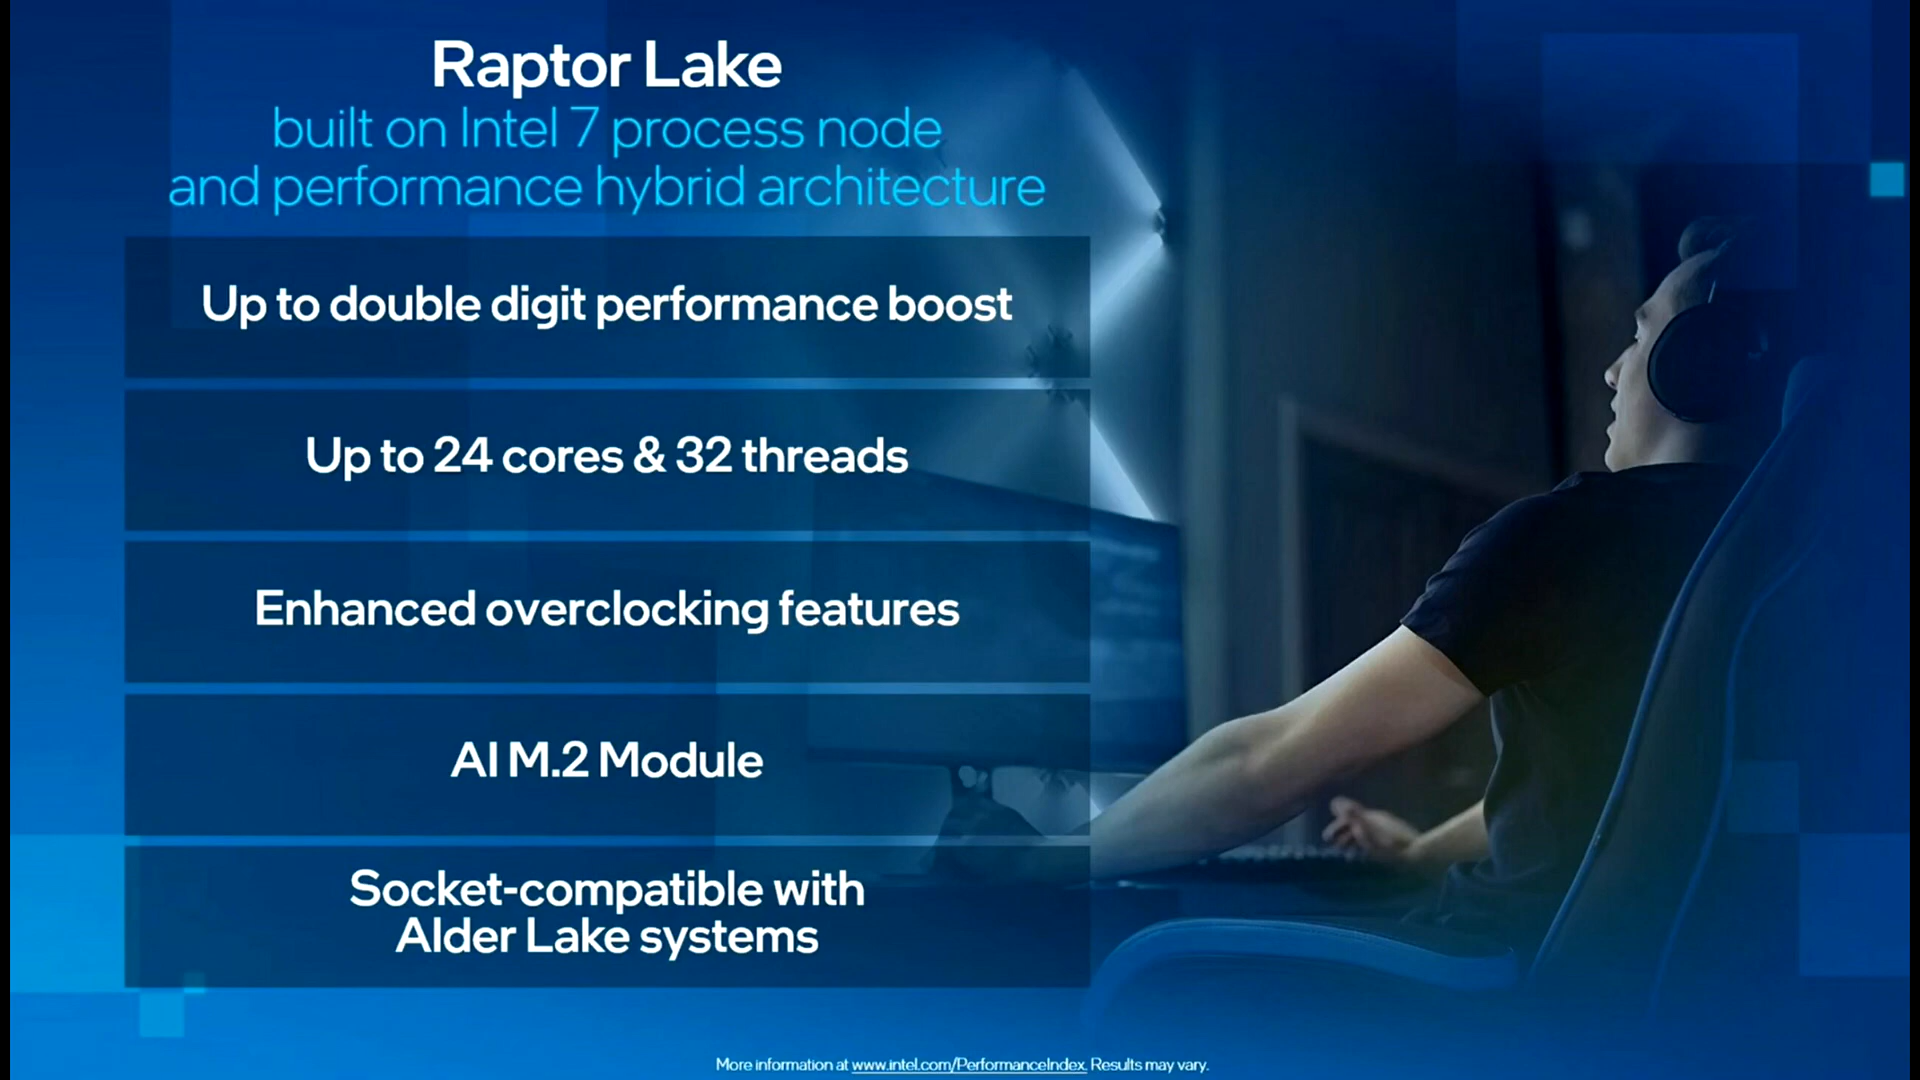 Raptor Lake
built on Intel 7 process node
and performance hybrid architecture
Up to double digit performance boost
Up to 24 cores & 32 threads
Enhanced overclocking features
AI M.2 Module
Socket-compatible with
Alder Lake systems
More information at www.intel.com/PerformanceIndex. Results may vary.